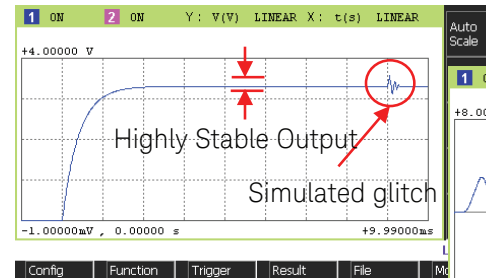 1 ON 2 ON Y: V(V) LINEAR X: t(s) LINEAR
Auto
Scale
+4.00000 V
1
+8.00
Highly Stable Output
Simulated glitch
-1.00000mV , 0.00000 s +9.99000ms
Config Function Trigger Result File